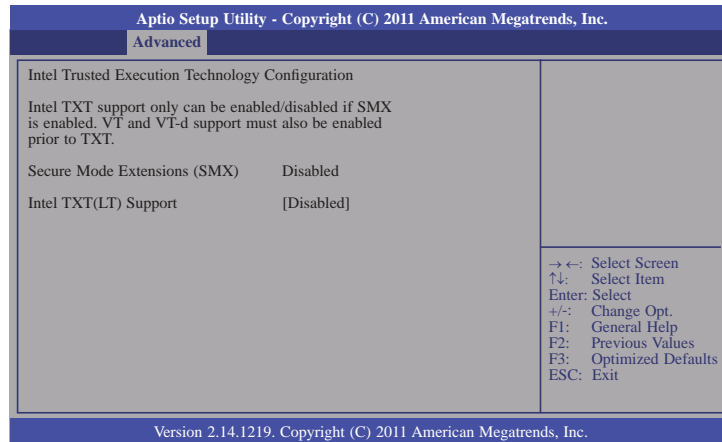 Aptio Setup Utility - Copyright (C) 2011 American Megatrends, Inc.
Advanced
Intel Trusted Execution Technology Configuration
Intel TXT support only can be enabled/disabled if SMX
is enabled. VT and VT-d support must also be enabled
prior to TXT.
Secure Mode Extensions (SMX) Disabled
Intel TXT(LT) Support [Disabled]
→←: Select Screen
↑↓: Select Item
Enter: Select
+/-: Change Opt.
F1: General Help
F2: Previous Values
F3: Optimized Defaults
ESC: Exit
Version 2.14.1219. Copyright (C) 2011 American Megatrends, Inc.